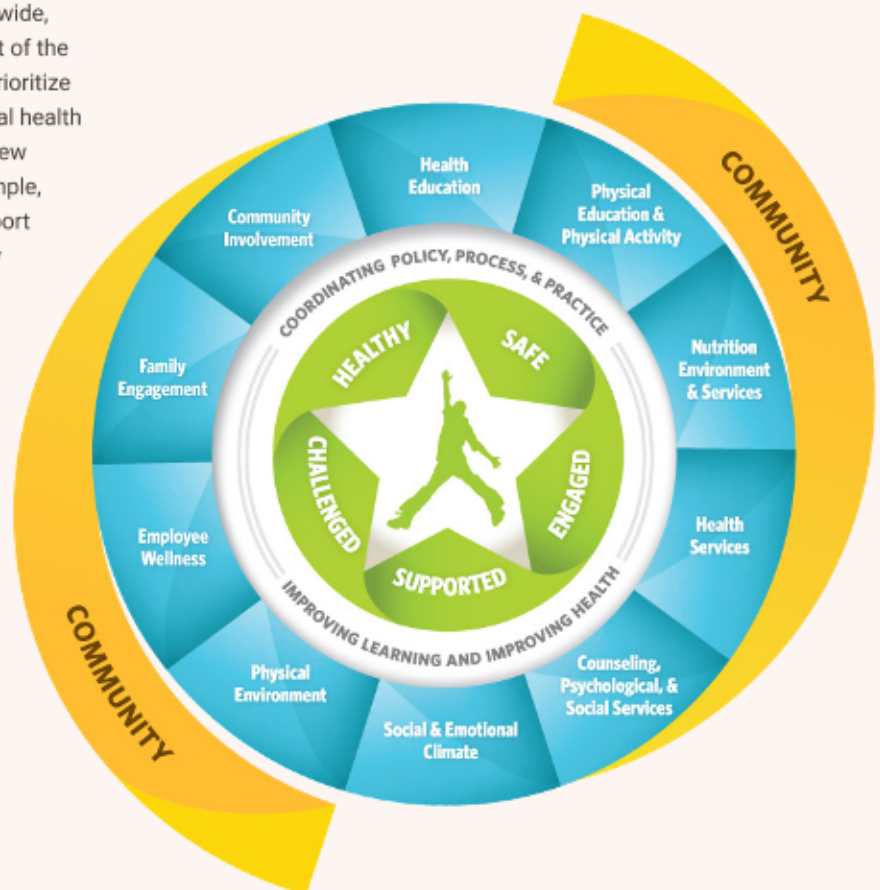 wide,
t of the
rioritize
al health
ew
nple,
port
COMMUNITY
Health
Education
Physical
Education &
Physical Activity
Nutrition
Environment
& Services
Health
Services
Counseling,
Psychological, &
Social Services
Social & Emotional
Climate
Physical
Environment
Employee
Wellness
Family
Engagement
Community
Involvement
COORDINATING POLICY, PROCESS, & PRACTICE
IMPROVING LEARNING AND IMPROVING HEALTH
HEALTHY
SAFE
ENGAGED
SUPPORTED
CHALLENGED
COMMUNITY